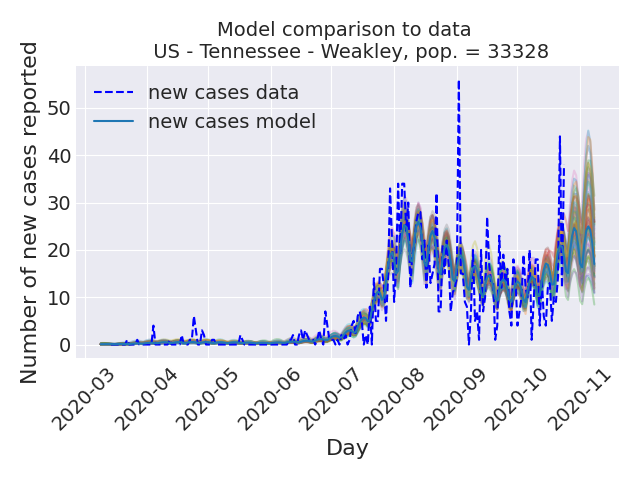 Model comparison to data
US - Tennessee - Weakley, pop. = 33328
Number of new cases reported
50
40
30
20
10
0
new cases data
new cases model
2020-03
2020-04
2020-05
2020-06
2020-07
2020-08
2020-09
2020-10
2020-11
Day